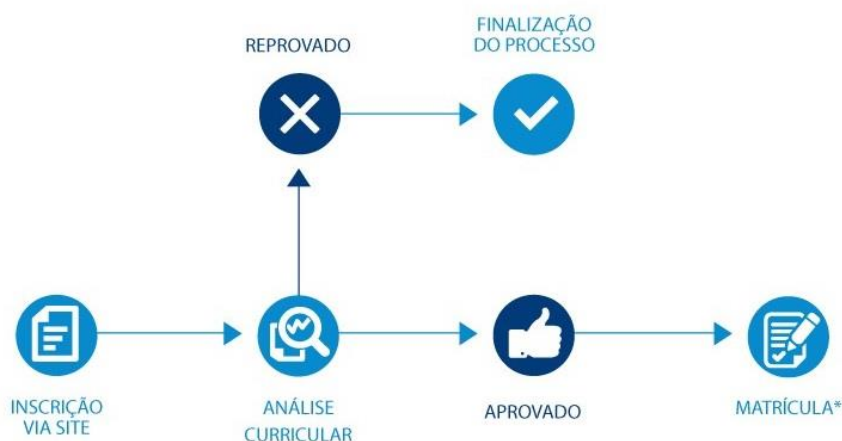 REPROVADO
FINALIZAÇÃO
DO PROCESSO
INSCRIÇÃO
VIA SITE
ANÁLISE
CURRICULAR
APROVADO
MATRÍCULA*